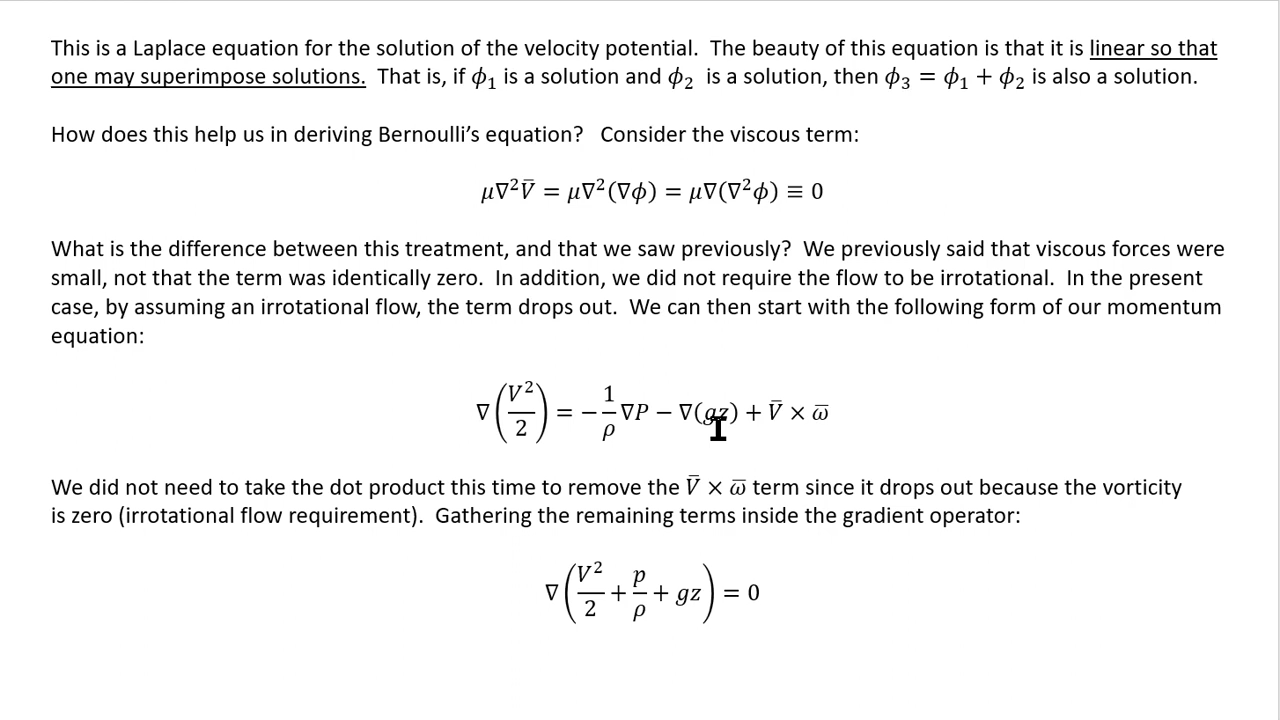 This is a Laplace equation for the solution of the velocity potential.  The beauty of this equation is that it is linear so that
one may superimpose solutions.  That is, if ϕ₁ is a solution and ϕ₂  is a solution, then ϕ₃ = ϕ₁ + ϕ₂ is also a solution.
How does this help us in deriving Bernoulli’s equation?   Consider the viscous term:
μ∇²V̅ = μ∇²(∇ϕ) = μ∇(∇²ϕ) ≡ 0
What is the difference between this treatment, and that we saw previously?  We previously said that viscous forces were
small, not that the term was identically zero.  In addition, we did not require the flow to be irrotational.  In the present
case, by assuming an irrotational flow, the term drops out.  We can then start with the following form of our momentum
equation:
∇(V²/2) = −(1/ρ)∇P − ∇(gz) + V̅ × ω̅
We did not need to take the dot product this time to remove the V̅ × ω̅ term since it drops out because the vorticity
is zero (irrotational flow requirement).  Gathering the remaining terms inside the gradient operator:
∇(V²/2 + p/ρ + gz) = 0